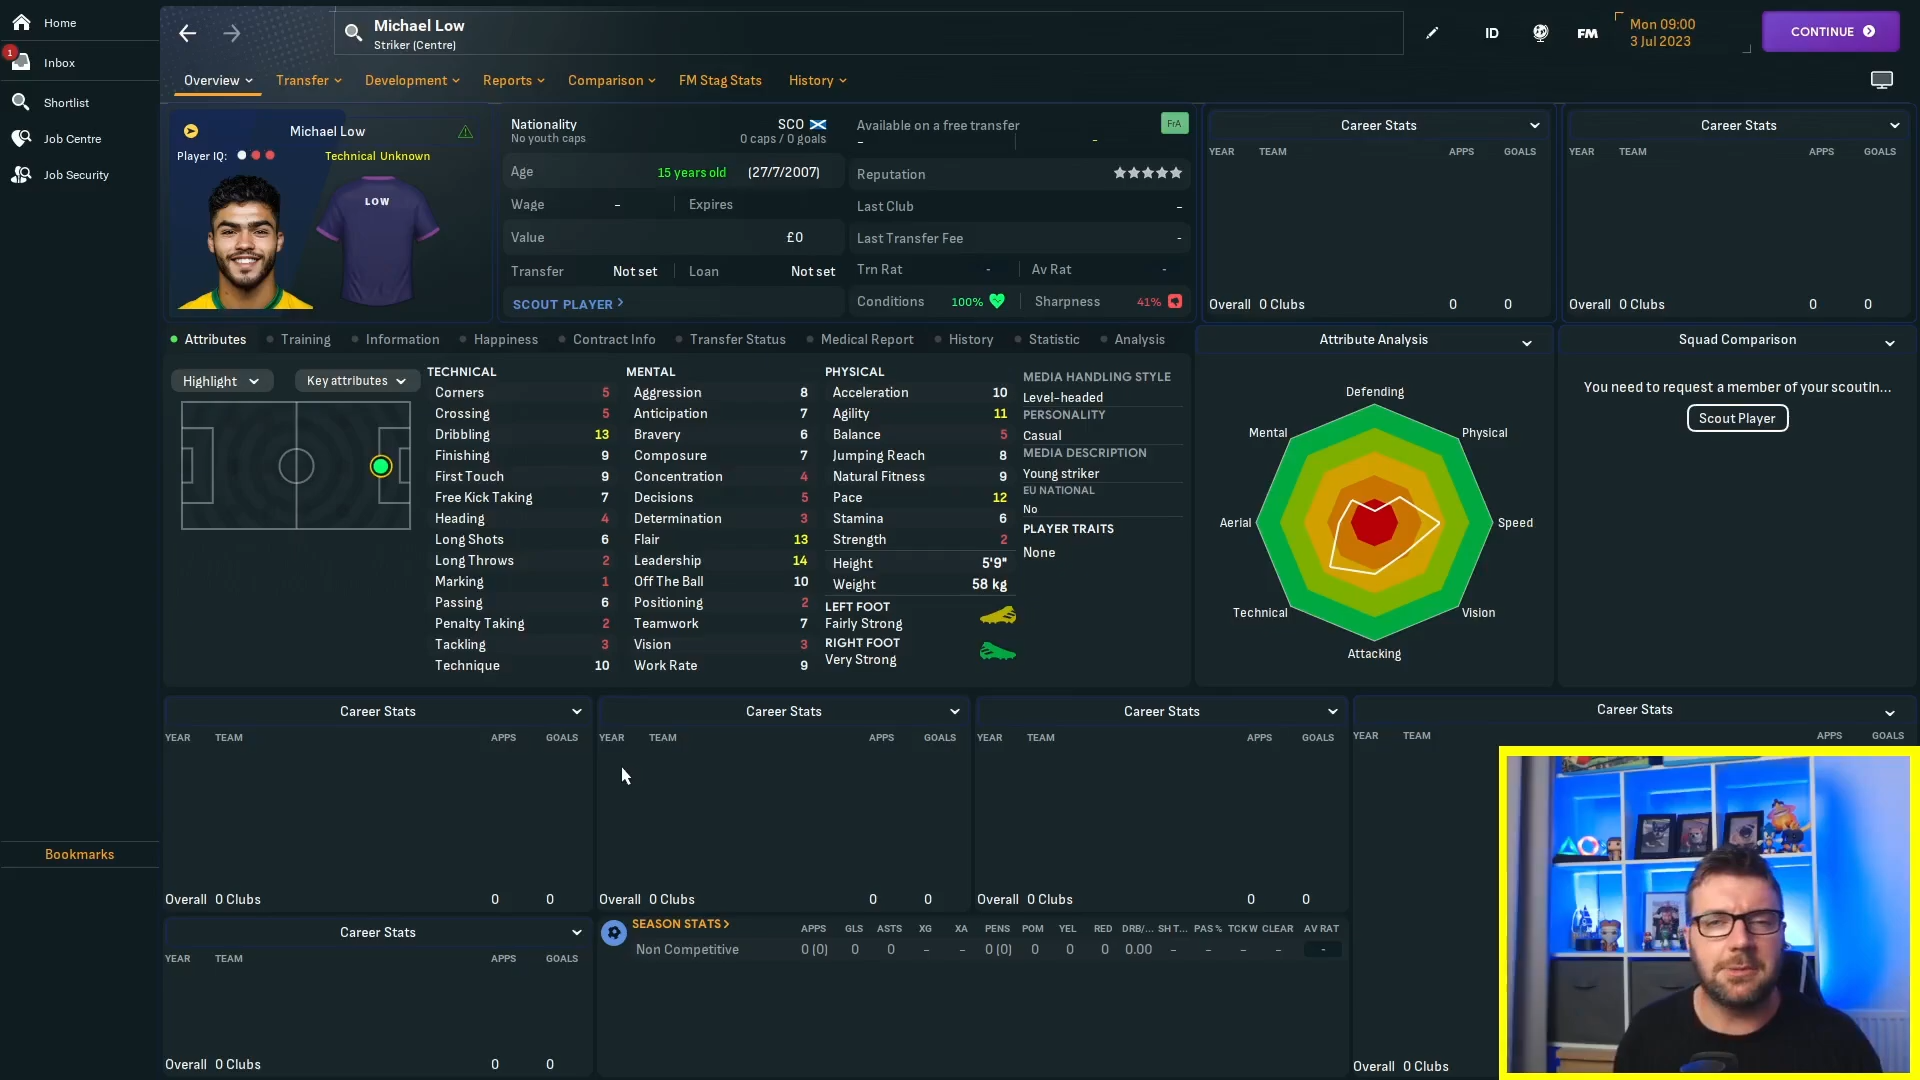 Home
1
Inbox
Shortlist
Job Centre
Job Security
Bookmarks
Michael Low
Striker (Centre)
ID
FM
Mon 09:00
3 Jul 2023
CONTINUE
Overview Transfer Development Reports Comparison FM Stag Stats History
Michael Low
Player IQ:
Technical Unknown
LOW
Nationality SCO
No youth caps 0 caps / 0 goals
Age 15 years old (27/7/2007)
Wage - Expires
Value £0
Transfer Not set Loan Not set
SCOUT PLAYER >
Available on a free transfer FrA
- -
Reputation
Last Club -
Last Transfer Fee -
Trn Rat - Av Rat -
Conditions 100% Sharpness 41%
Career Stats
YEAR TEAM APPS GOALS
Overall 0 Clubs 0 0
Career Stats
YEAR TEAM APPS GOALS
Overall 0 Clubs 0 0
Attributes Training Information Happiness Contract Info Transfer Status Medical Report History Statistic Analysis
Highlight Key attributes
TECHNICAL
Corners 5
Crossing 5
Dribbling 13
Finishing 9
First Touch 9
Free Kick Taking 7
Heading 4
Long Shots 6
Long Throws 2
Marking 1
Passing 6
Penalty Taking 2
Tackling 3
Technique 10
MENTAL
Aggression 8
Anticipation 7
Bravery 6
Composure 7
Concentration 4
Decisions 5
Determination 3
Flair 13
Leadership 14
Off The Ball 10
Positioning 2
Teamwork 7
Vision 3
Work Rate 9
PHYSICAL
Acceleration 10
Agility 11
Balance 5
Jumping Reach 8
Natural Fitness 9
Pace 12
Stamina 6
Strength 2
Height 5'9"
Weight 58 kg
LEFT FOOT
Fairly Strong
RIGHT FOOT
Very Strong
MEDIA HANDLING STYLE
Level-headed
PERSONALITY
Casual
MEDIA DESCRIPTION
Young striker
EU NATIONAL
No
PLAYER TRAITS
None
Attribute Analysis
Defending
Mental Physical
Aerial Speed
Technical Vision
Attacking
Squad Comparison
You need to request a member of your scoutin...
Scout Player
Career Stats
YEAR TEAM APPS GOALS
Overall 0 Clubs 0 0
Career Stats
YEAR TEAM APPS GOALS
Overall 0 Clubs 0 0
Career Stats
YEAR TEAM APPS GOALS
Overall 0 Clubs 0 0
Career Stats
YEAR TEAM APPS GOALS
Overall 0 Clubs
Career Stats
YEAR TEAM APPS GOALS
Overall 0 Clubs 0 0
SEASON STATS > APPS GLS ASTS XG XA PENS POM YEL RED DRB/... SH T... PAS % TCK W CLEAR AV RAT
Non Competitive 0 (0) 0 0 - - 0 (0) 0 0 0 0.00 - - - - -